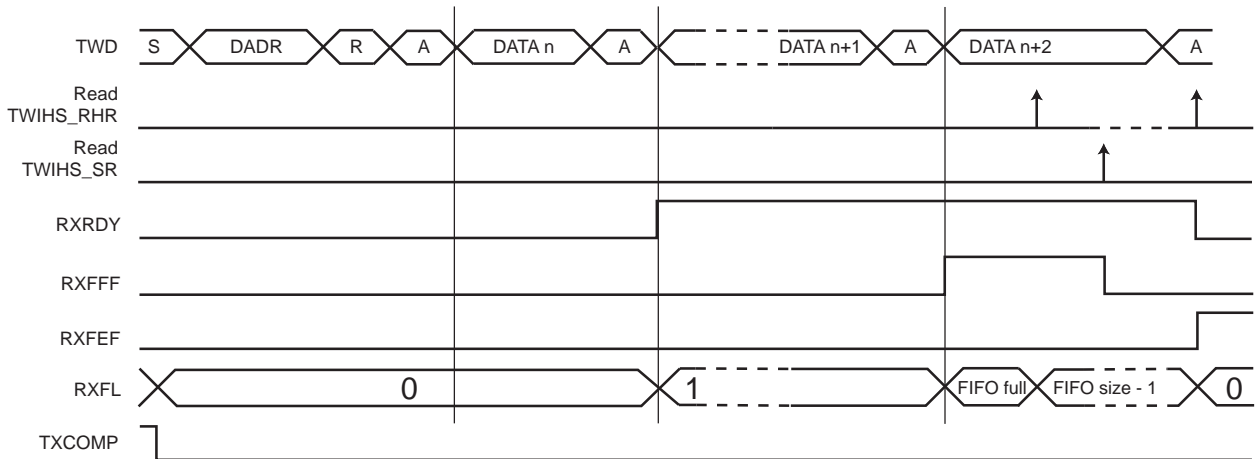 TWD S DADR R A DATA n A DATA n+1 A DATA n+2 A
Read
TWIHS_RHR
Read
TWIHS_SR
RXRDY
RXFFF
RXFEF
RXFL 0 1 FIFO full FIFO size - 1 0
TXCOMP